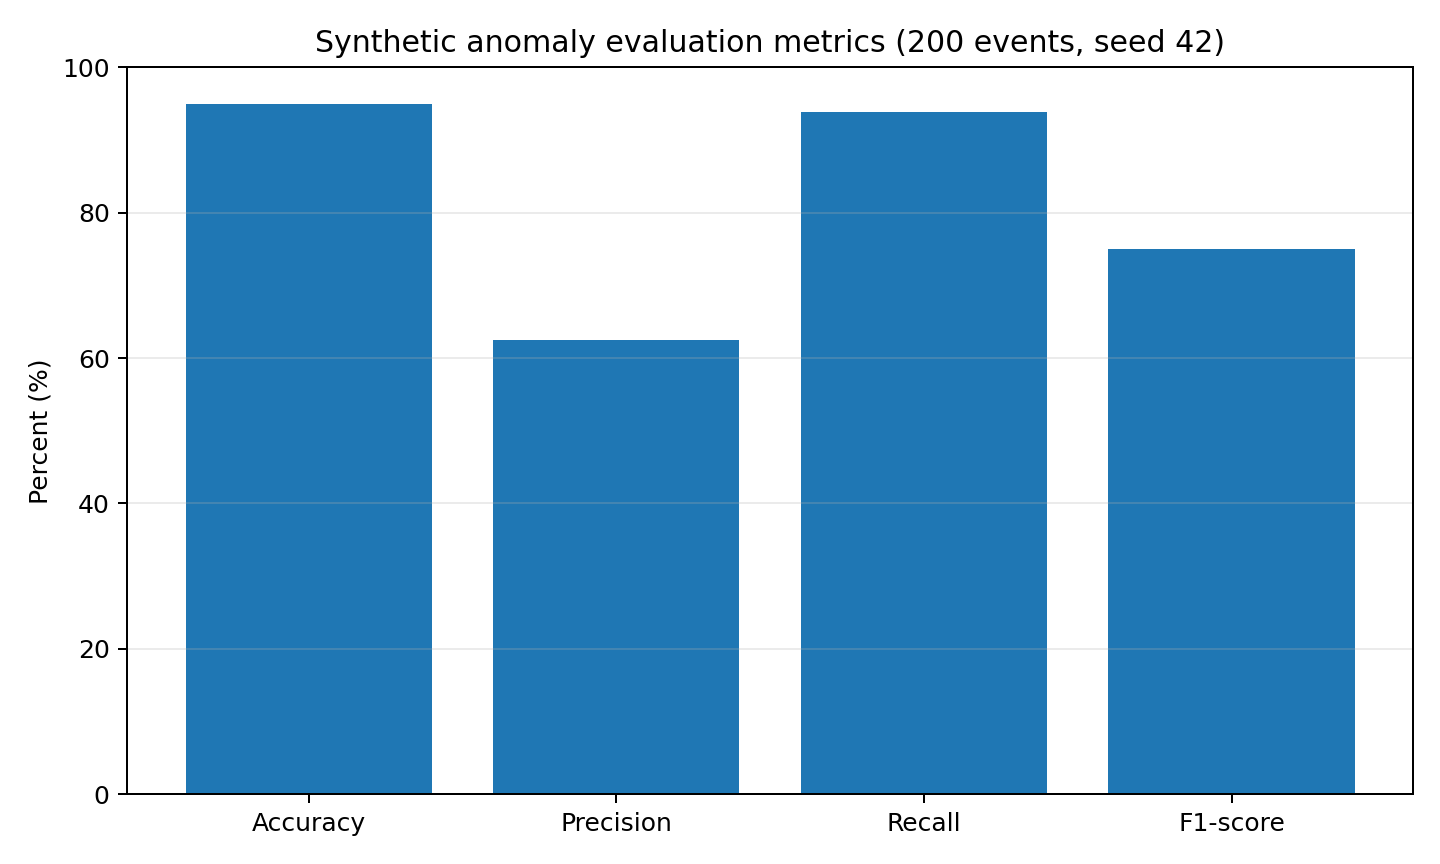 Synthetic anomaly evaluation metrics (200 events, seed 42)
100
80
60
40
20
0
Percent (%)
Accuracy Precision Recall F1-score